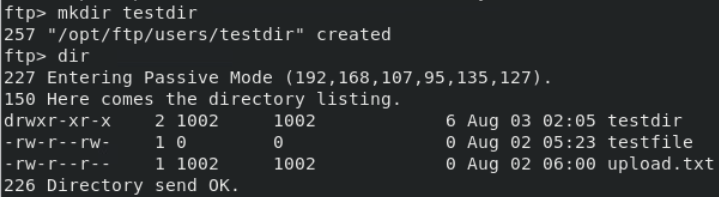 ftp> mkdir testdir
257 "/opt/ftp/users/testdir" created
ftp> dir
227 Entering Passive Mode (192,168,107,95,135,127).
150 Here comes the directory listing.
drwxr-xr-x    2 1002     1002            6 Aug 03 02:05 testdir
-rw-r--rw-    1 0        0               0 Aug 02 05:23 testfile
-rw-r--r--    1 1002     1002            0 Aug 02 06:00 upload.txt
226 Directory send OK.